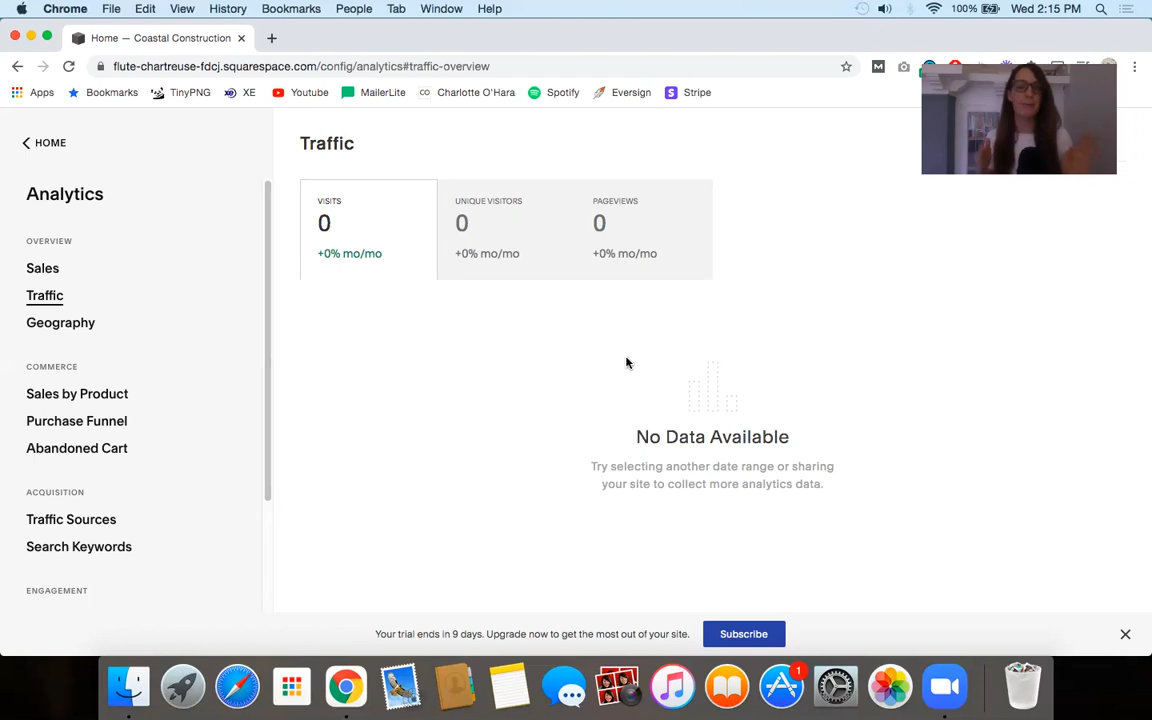 Chrome File Edit View History Bookmarks People Tab Window Help 100% Wed 2:15 PM
Home — Coastal Construction
flute-chartreuse-fdcj.squarespace.com/config/analytics#traffic-overview
Apps Bookmarks TinyPNG XE Youtube MailerLite CO Charlotte O'Hara Spotify Eversign S Stripe
HOME
Traffic
Analytics
VISITS UNIQUE VISITORS PAGEVIEWS
0 0 0
+0% mo/mo +0% mo/mo +0% mo/mo
OVERVIEW
Sales
Traffic
Geography
COMMERCE
Sales by Product
Purchase Funnel
Abandoned Cart
No Data Available
Try selecting another date range or sharing
your site to collect more analytics data.
ACQUISITION
Traffic Sources
Search Keywords
ENGAGEMENT
Your trial ends in 9 days. Upgrade now to get the most out of your site. Subscribe
1